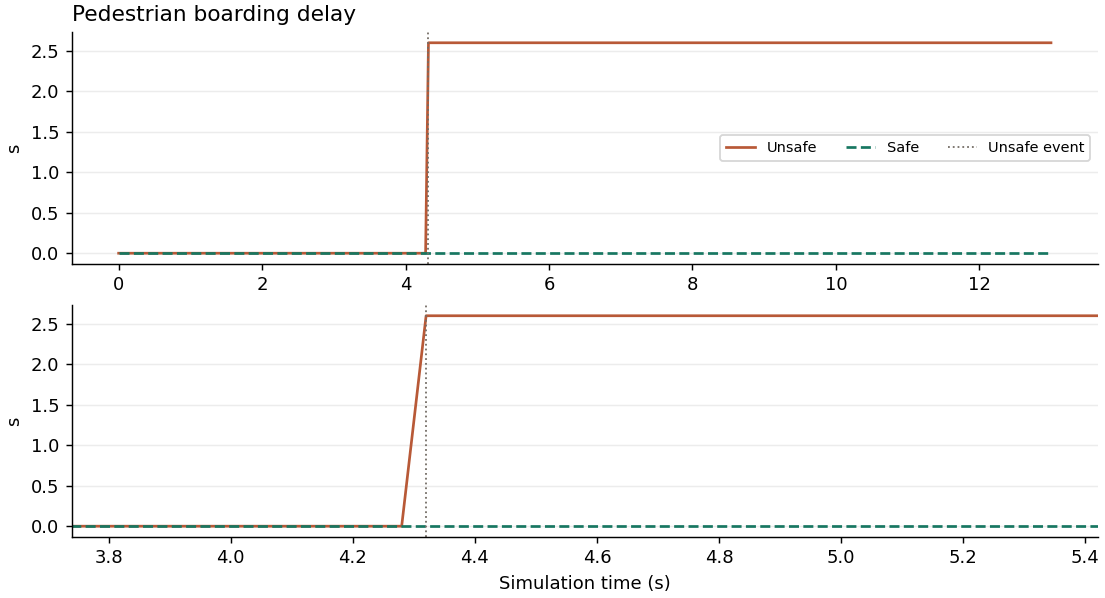 Pedestrian boarding delay
2.5
2.0
1.5
1.0
0.5
0.0
s
Unsafe Safe Unsafe event
0 2 4 6 8 10 12
2.5
2.0
1.5
1.0
0.5
0.0
s
3.8 4.0 4.2 4.4 4.6 4.8 5.0 5.2 5.4
Simulation time (s)